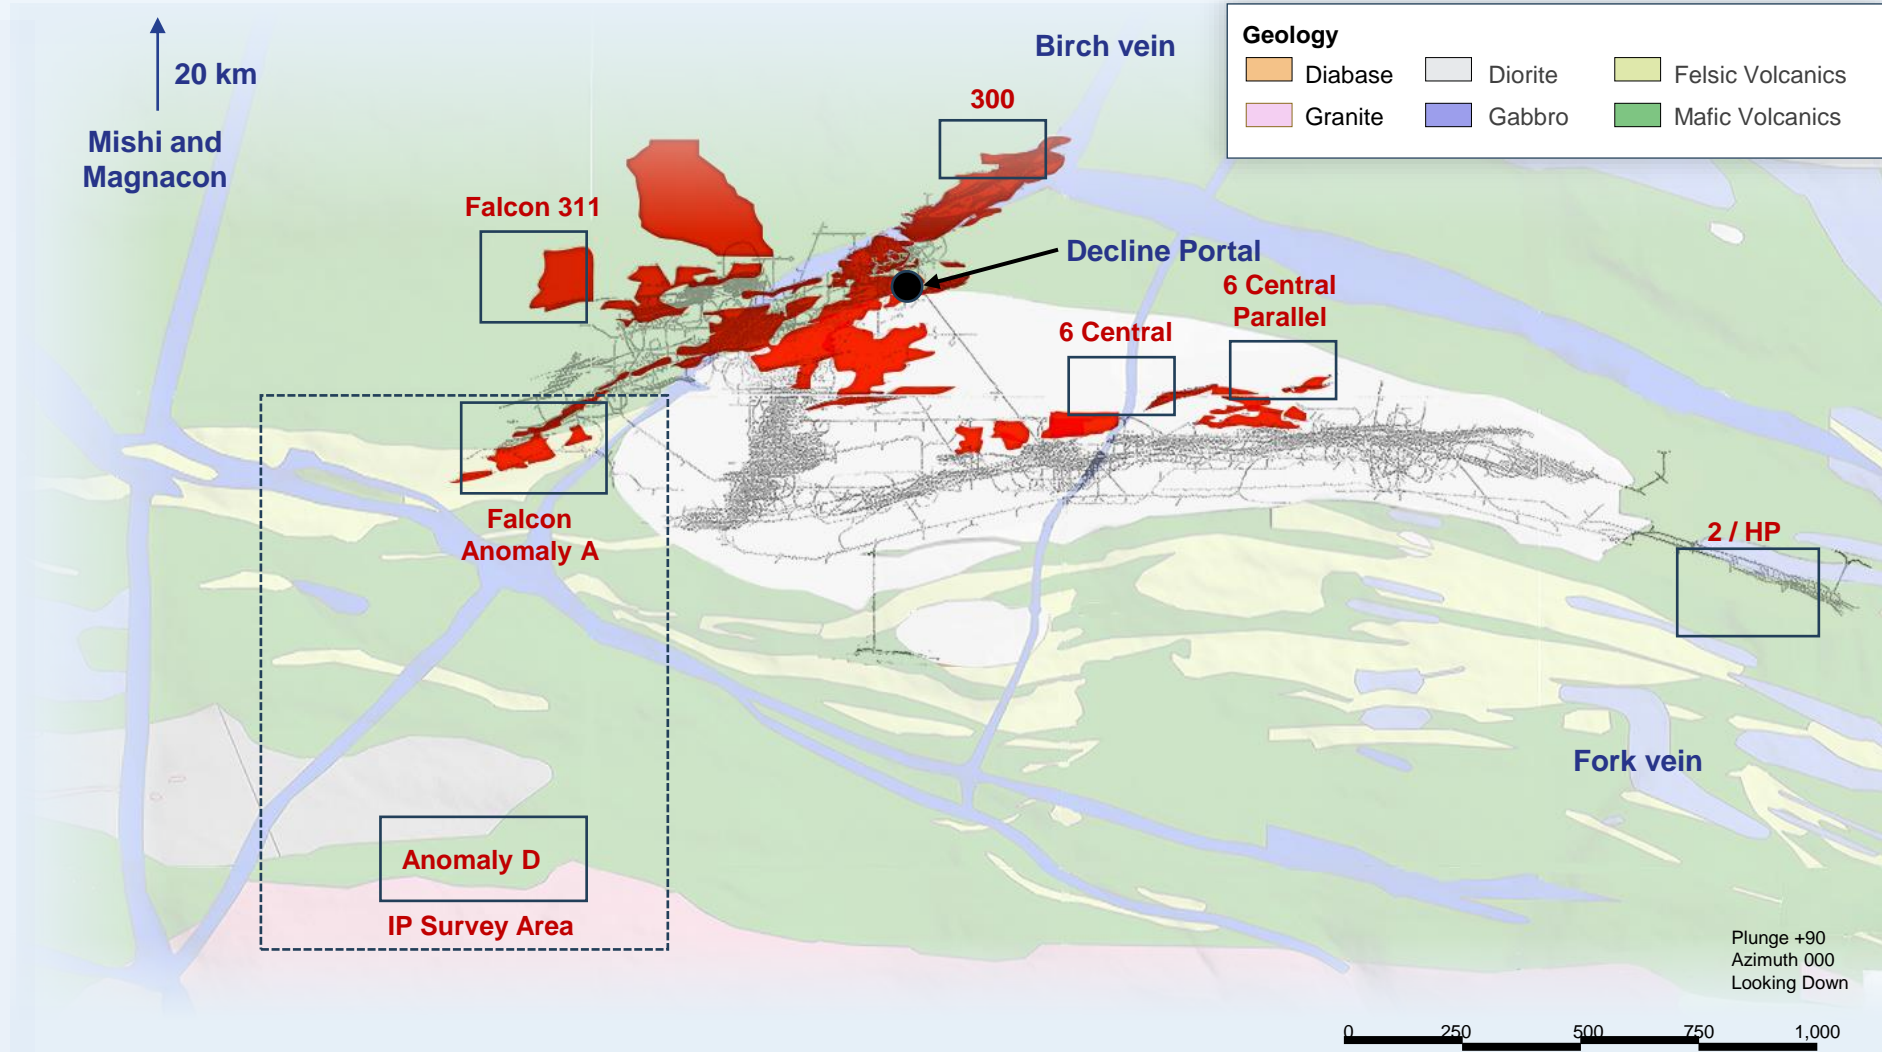 20 km
Mishi and
Magnacon
Birch vein
300
Geology
Diabase
Diorite
Felsic Volcanics
Granite
Gabbro
Mafic Volcanics
Falcon 311
Decline Portal
6 Central
Parallel
6 Central
Falcon
Anomaly A
2 / HP
Fork vein
Anomaly D
IP Survey Area
Plunge +90
Azimuth 000
Looking Down
0 250 500 750 1,000